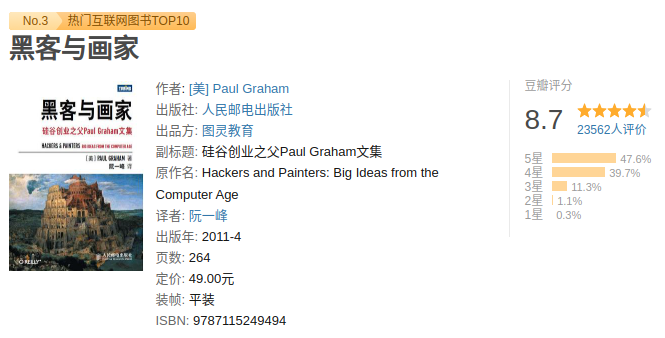 No.3 热门互联网图书TOP10
黑客与画家
TURING
黑客与画家
硅谷创业之父Paul Graham文集
HACKERS & PAINTERS BIG IDEAS FROM THE COMPUTER AGE
[美] PAUL GRAHAM 著
阮一峰 译
O'REILLY
人民邮电出版社
作者: [美] Paul Graham
出版社: 人民邮电出版社
出品方: 图灵教育
副标题: 硅谷创业之父Paul Graham文集
原作名: Hackers and Painters: Big Ideas from the
Computer Age
译者: 阮一峰
出版年: 2011-4
页数: 264
定价: 49.00元
装帧: 平装
ISBN: 9787115249494
豆瓣评分
8.7
23562人评价
5星 47.6%
4星 39.7%
3星 11.3%
2星 1.1%
1星 0.3%